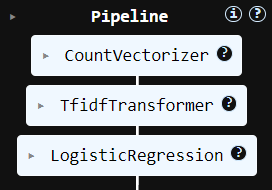 Pipeline i ?
CountVectorizer ?
TfidfTransformer ?
LogisticRegression ?